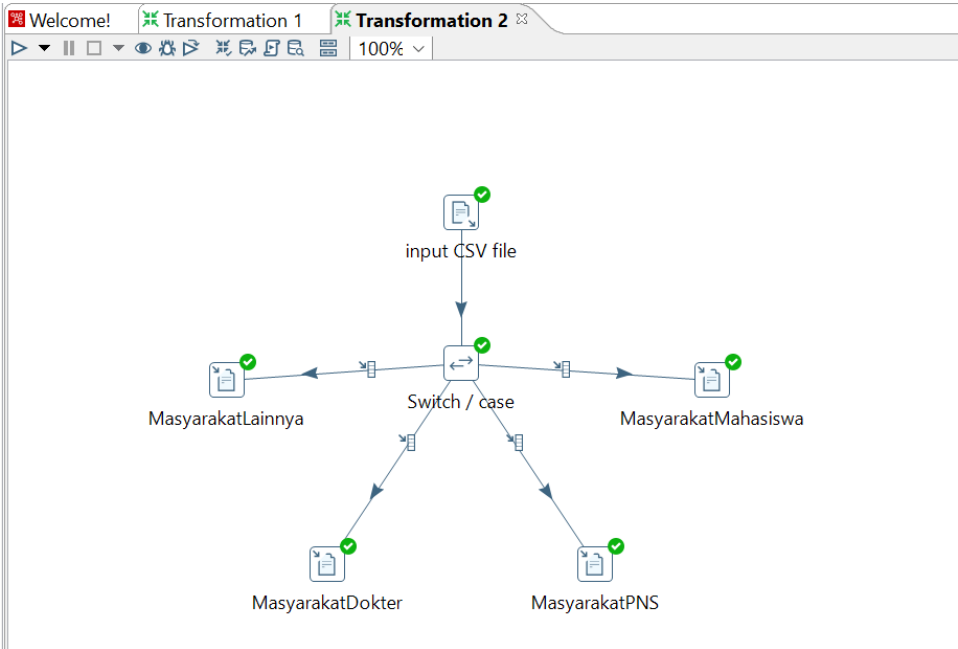 Welcome!
Transformation 1
Transformation 2
100%
input CSV file
Switch / case
MasyarakatLainnya
MasyarakatMahasiswa
MasyarakatDokter
MasyarakatPNS